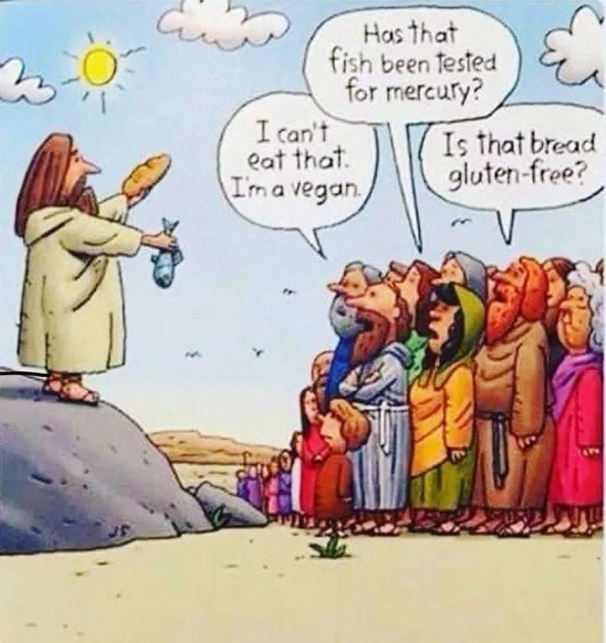 I can't
eat that.
I'm a vegan.
Has that
fish been tested
for mercury?
Is that bread
gluten-free?